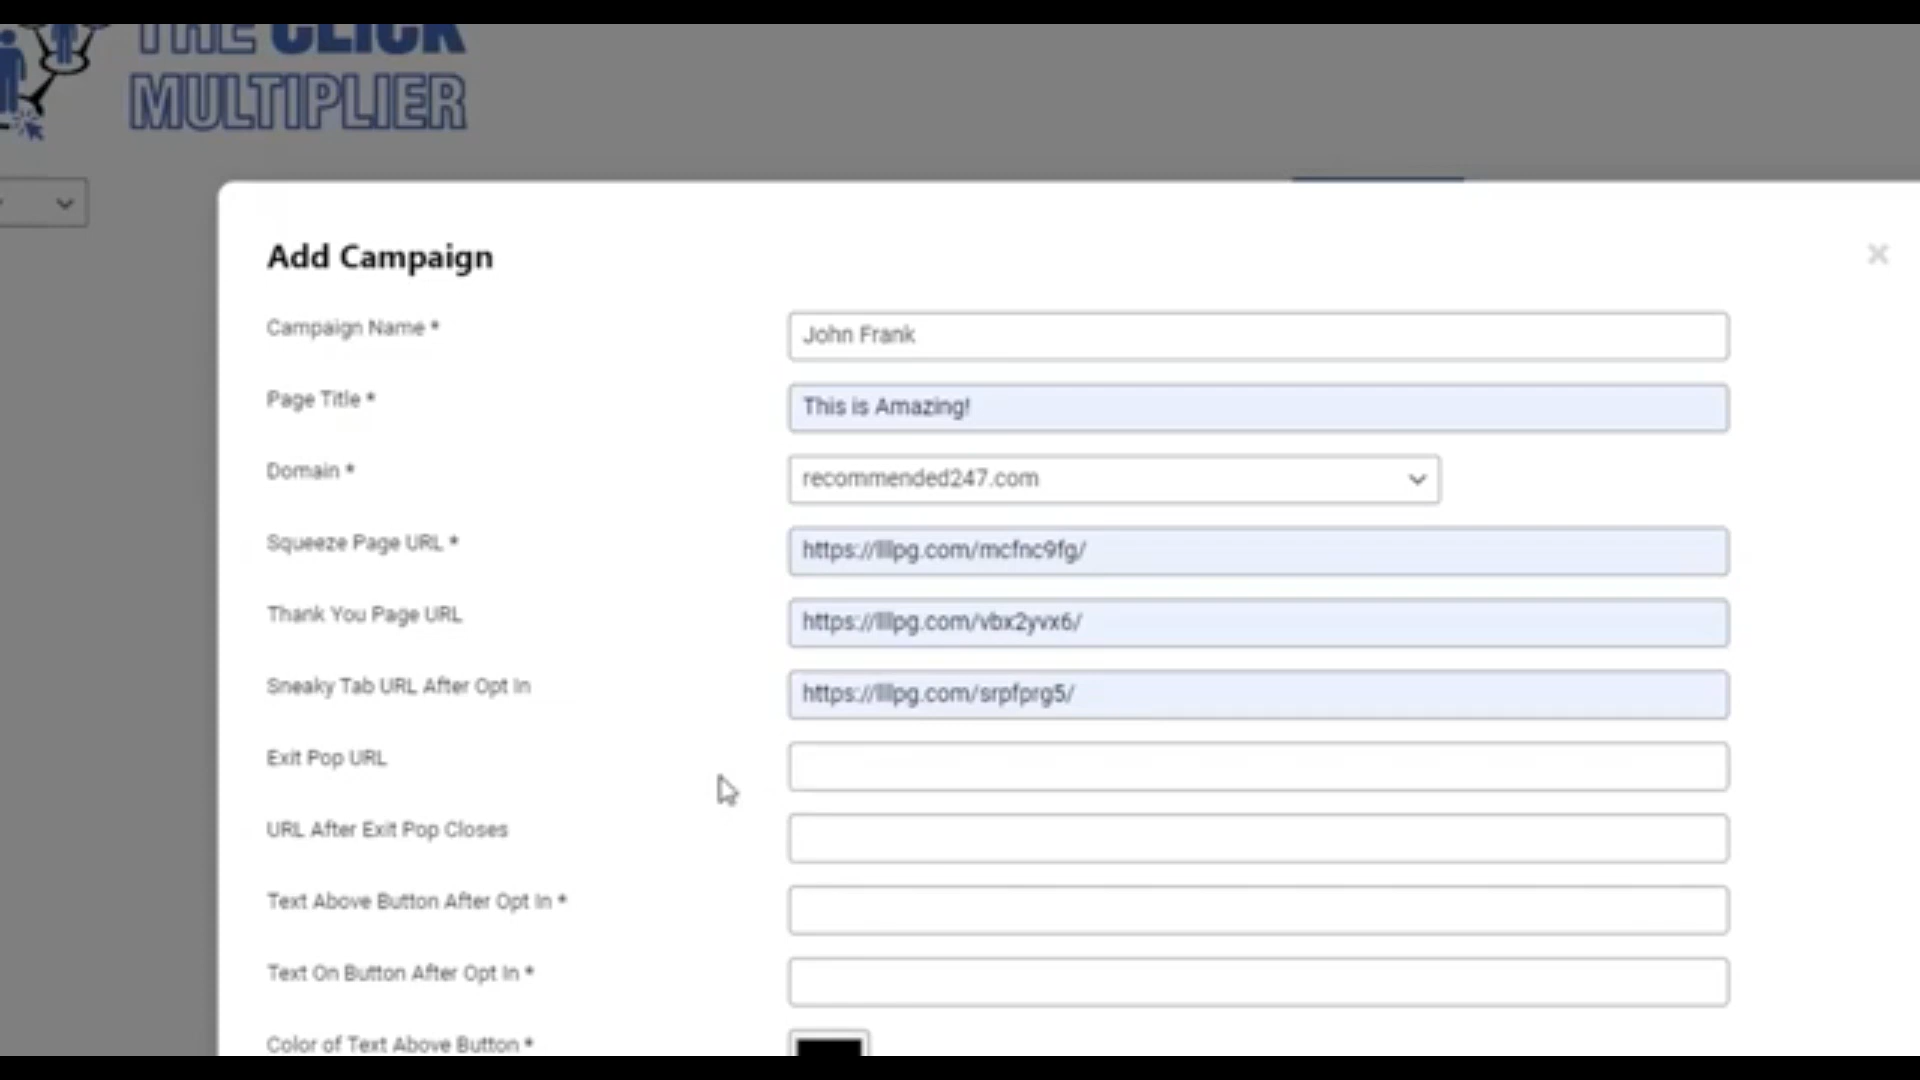 THE CLICK
MULTIPLIER
Add Campaign
Campaign Name *
John Frank
Page Title *
This is Amazing!
Domain *
recommended247.com
Squeeze Page URL *
https://lllpg.com/mcfnc9fg/
Thank You Page URL
https://lllpg.com/vbx2yvx6/
Sneaky Tab URL After Opt In
https://lllpg.com/srpfprg5/
Exit Pop URL
URL After Exit Pop Closes
Text Above Button After Opt In *
Text On Button After Opt In *
Color of Text Above Button *